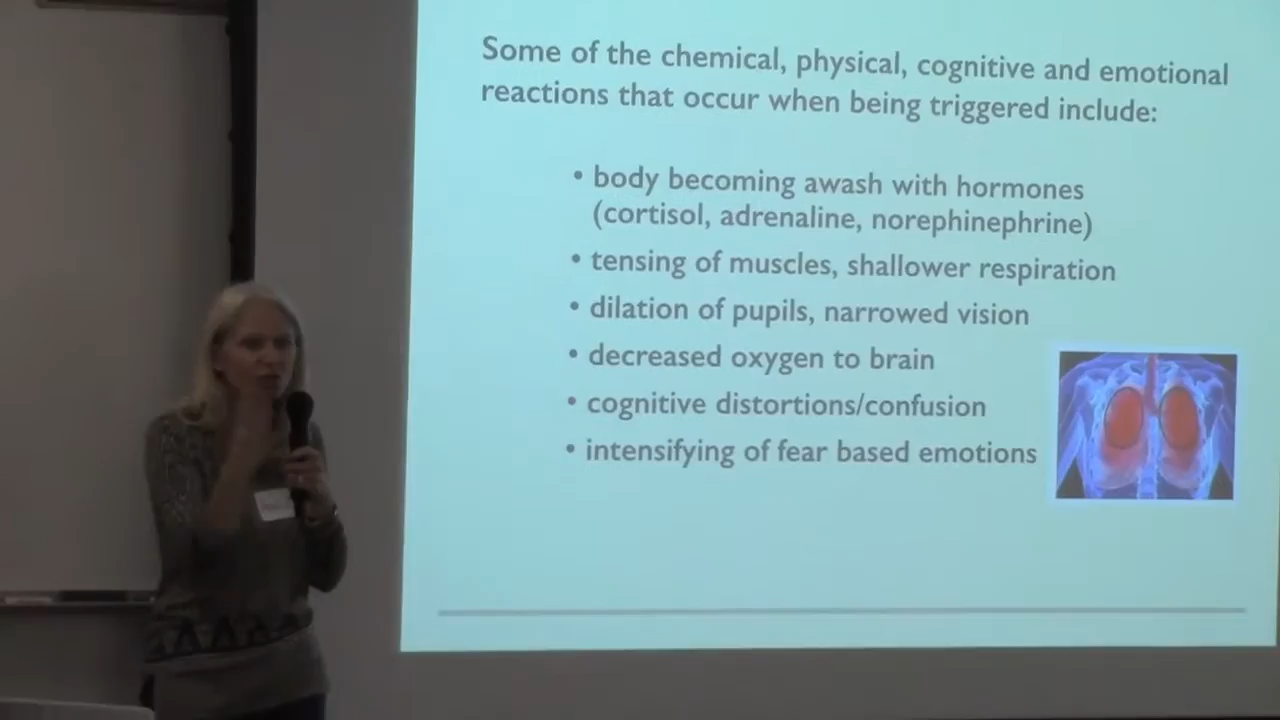 Some of the chemical, physical, cognitive and emotional
reactions that occur when being triggered include:
• body becoming awash with hormones
(cortisol, adrenaline, norephinephrine)
• tensing of muscles, shallower respiration
• dilation of pupils, narrowed vision
• decreased oxygen to brain
• cognitive distortions/confusion
• intensifying of fear based emotions